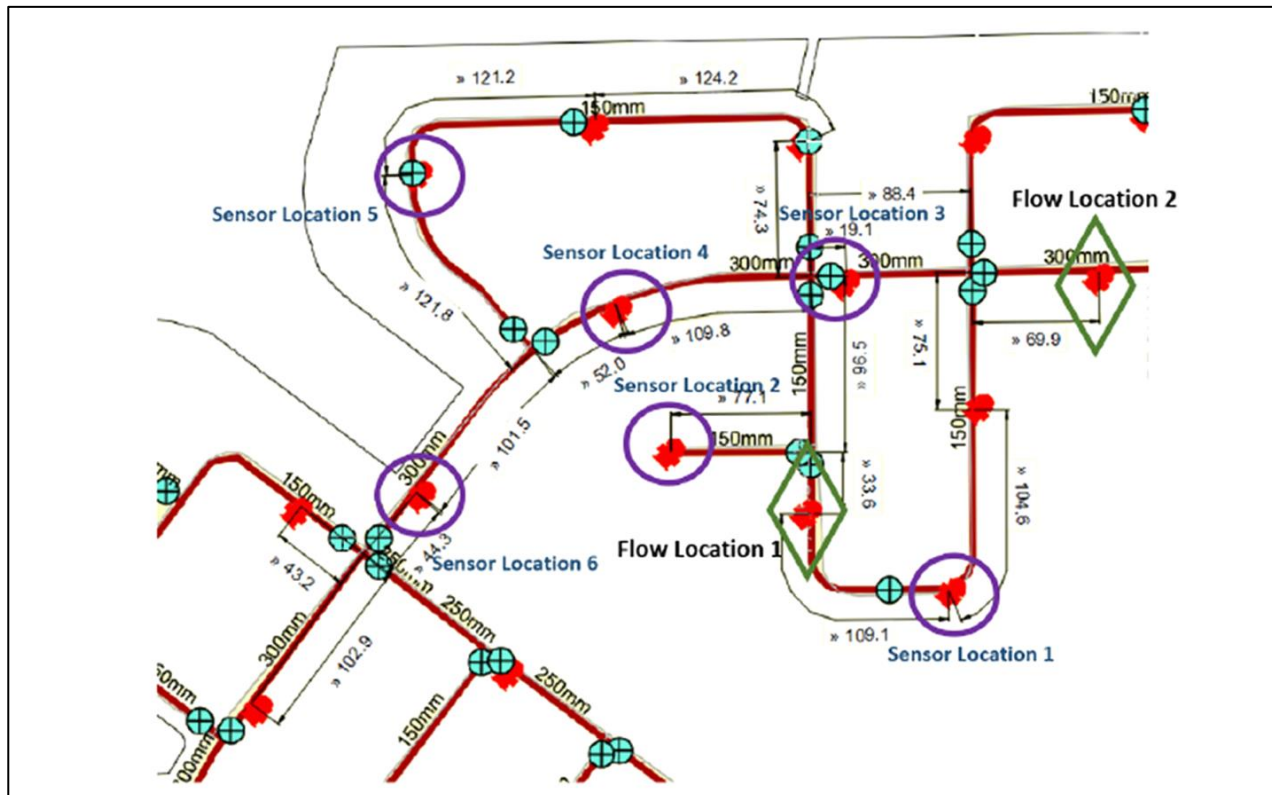 » 121.2
» 124.2
150mm
150mm
Sensor Location 5
» 74.3
» 88.4
Flow Location 2
Sensor Location 3
» 19.1
Sensor Location 4
300mm
300mm
300mm
» 121.8
» 109.8
» 52.0
» 75.1
» 69.9
» 96.5
150mm
Sensor Location 2
» 77.1
150mm
150mm
» 101.5
300mm
150mm
» 33.6
» 104.6
Flow Location 1
» 44.3
Sensor Location 6
» 43.2
250mm
250mm
300mm
» 109.1
Sensor Location 1
» 102.9
250mm
150mm